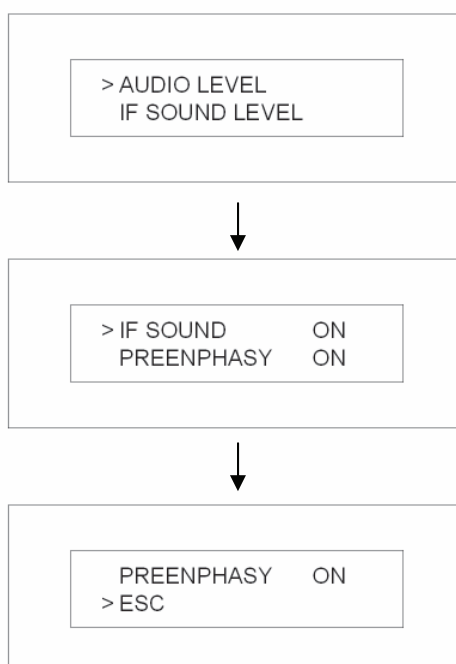 > AUDIO LEVEL
IF SOUND LEVEL
> IF SOUND ON
PREENPHASY ON
PREENPHASY ON
> ESC